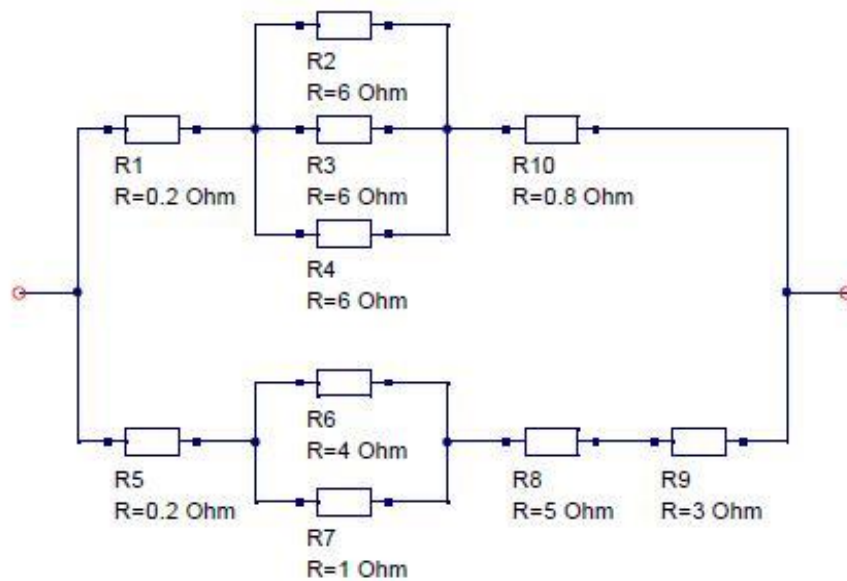 R2
R=6 Ohm
R1
R=0.2 Ohm
R3
R=6 Ohm
R10
R=0.8 Ohm
R4
R=6 Ohm
R5
R=0.2 Ohm
R6
R=4 Ohm
R7
R=1 Ohm
R8
R=5 Ohm
R9
R=3 Ohm